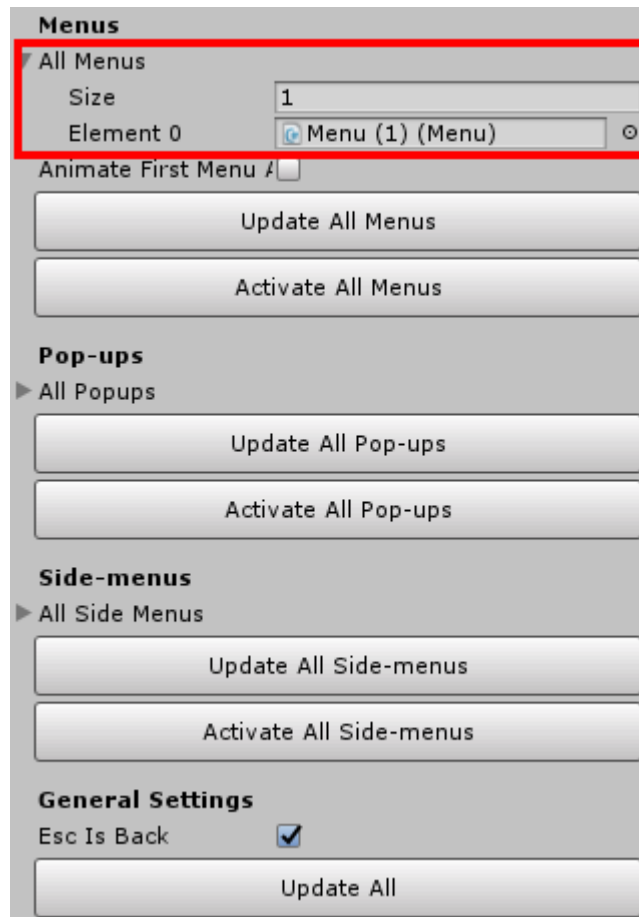 Menus
All Menus
Size 1
Element 0 Menu (1) (Menu)
Animate First Menu
Update All Menus
Activate All Menus
Pop-ups
All Popups
Update All Pop-ups
Activate All Pop-ups
Side-menus
All Side Menus
Update All Side-menus
Activate All Side-menus
General Settings
Esc Is Back
Update All